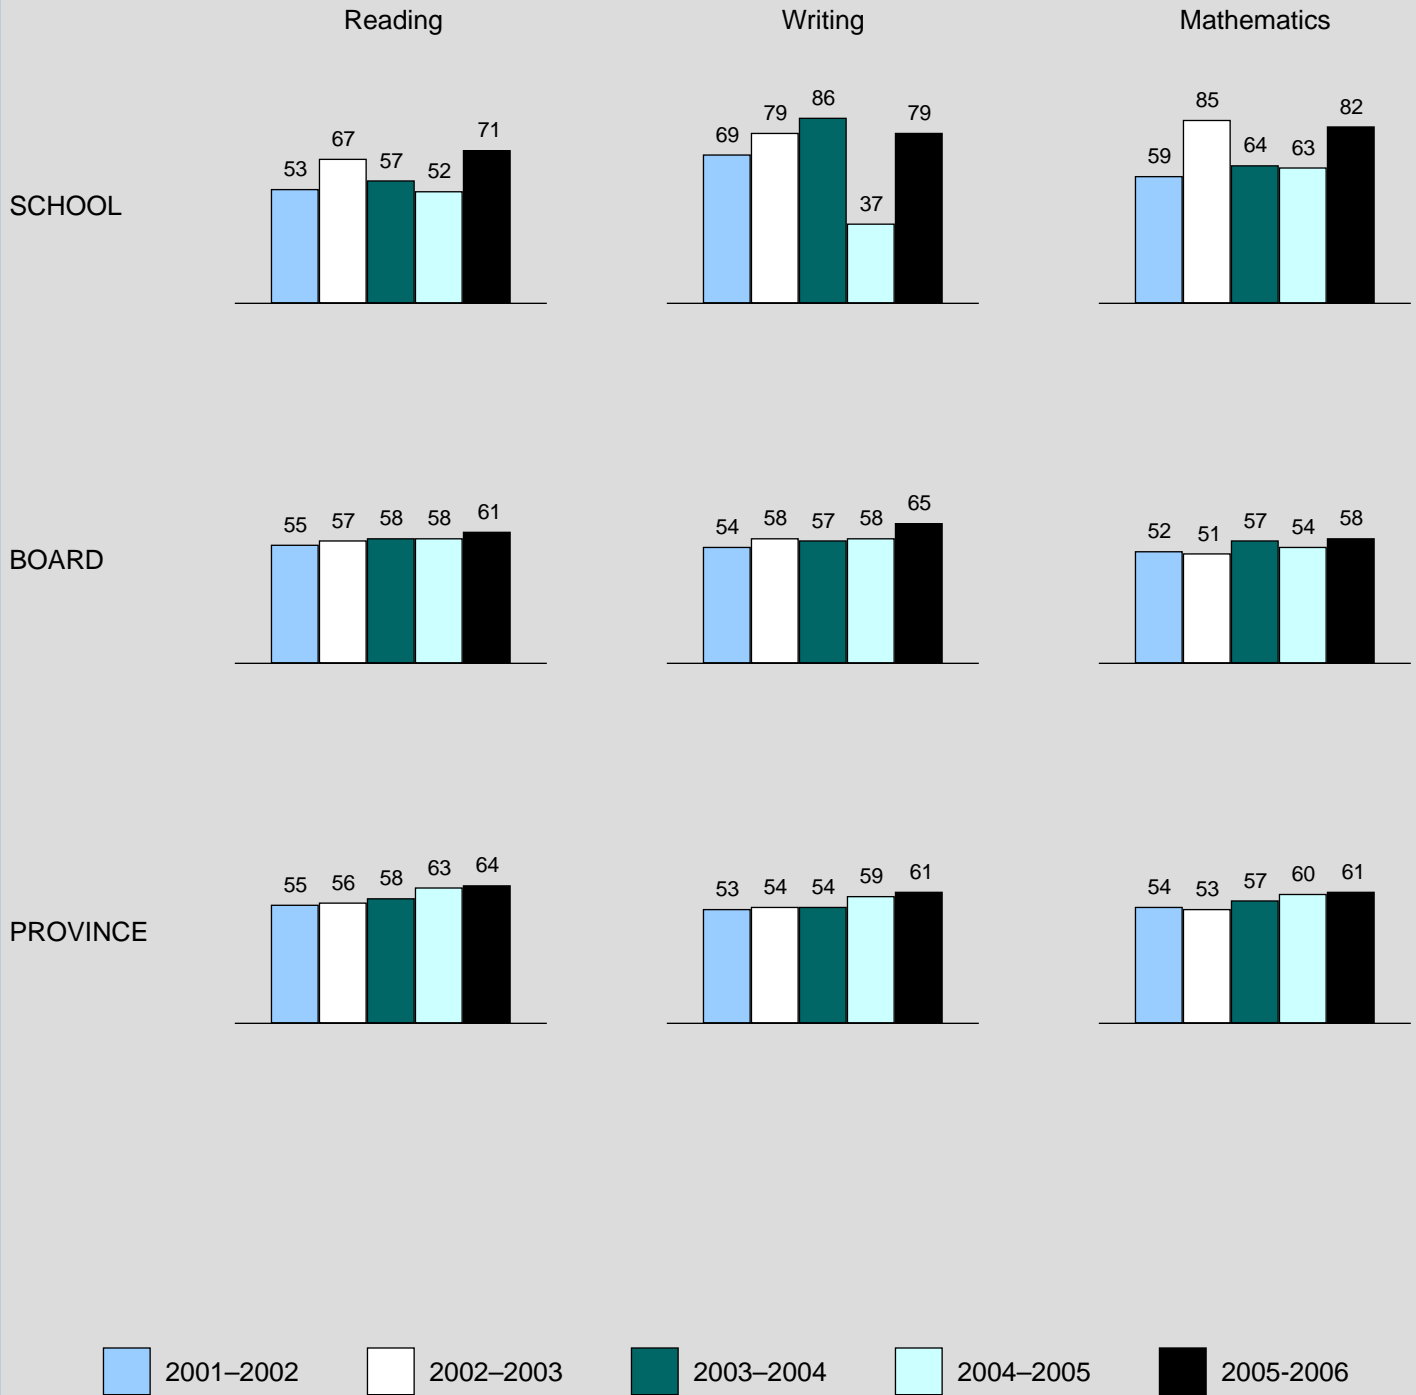 Reading Writing Mathematics
SCHOOL
53 67 57 52 71
69 79 86 37 79
59 85 64 63 82
BOARD
55 57 58 58 61
54 58 57 58 65
52 51 57 54 58
PROVINCE
55 56 58 63 64
53 54 54 59 61
54 53 57 60 61
2001–2002 2002–2003 2003–2004 2004–2005 2005-2006